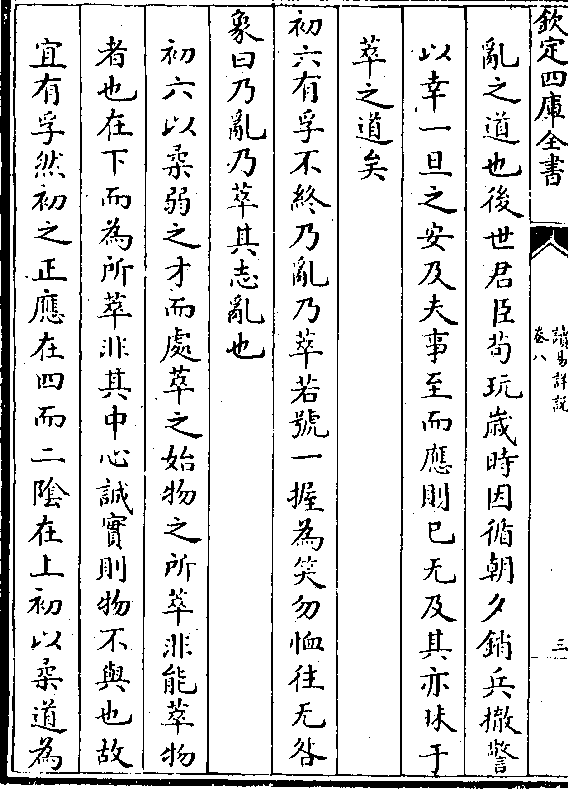 欽定四庫全書
讀易詳說
卷八
三
亂之道也後世君臣苟玩歲時因循朝夕銷兵撤警
以幸一旦之安及夫事至而應則已无及其亦昧于
萃之道矣
初六有孚不終乃亂乃萃若號一握為笑勿恤往无咎
象曰乃亂乃萃其志亂也
初六以柔弱之才而處萃之始物之所萃非能萃物
者也在下而為所萃非其中心誠實則物不與也故
宜有孚然初之正應在四而二陰在上初以柔道為